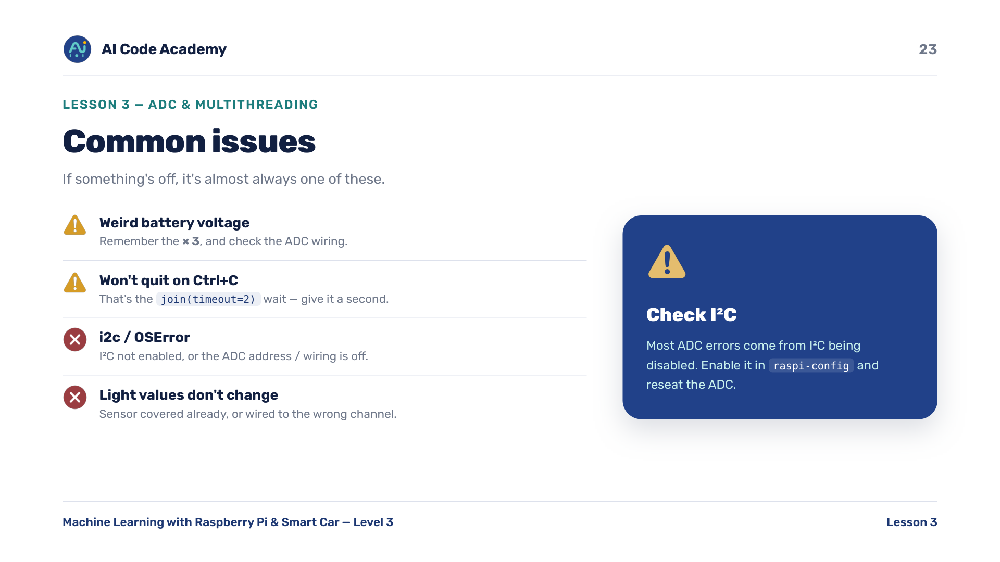 AI Code Academy
23
LESSON 3 — ADC & MULTITHREADING
Common issues
If something's off, it's almost always one of these.
Weird battery voltage
Remember the × 3, and check the ADC wiring.
Won't quit on Ctrl+C
That's the join(timeout=2) wait — give it a second.
i2c / OSError
I²C not enabled, or the ADC address / wiring is off.
Light values don't change
Sensor covered already, or wired to the wrong channel.
Check I²C
Most ADC errors come from I²C being
disabled. Enable it in raspi-config and
reseat the ADC.
Machine Learning with Raspberry Pi & Smart Car — Level 3
Lesson 3